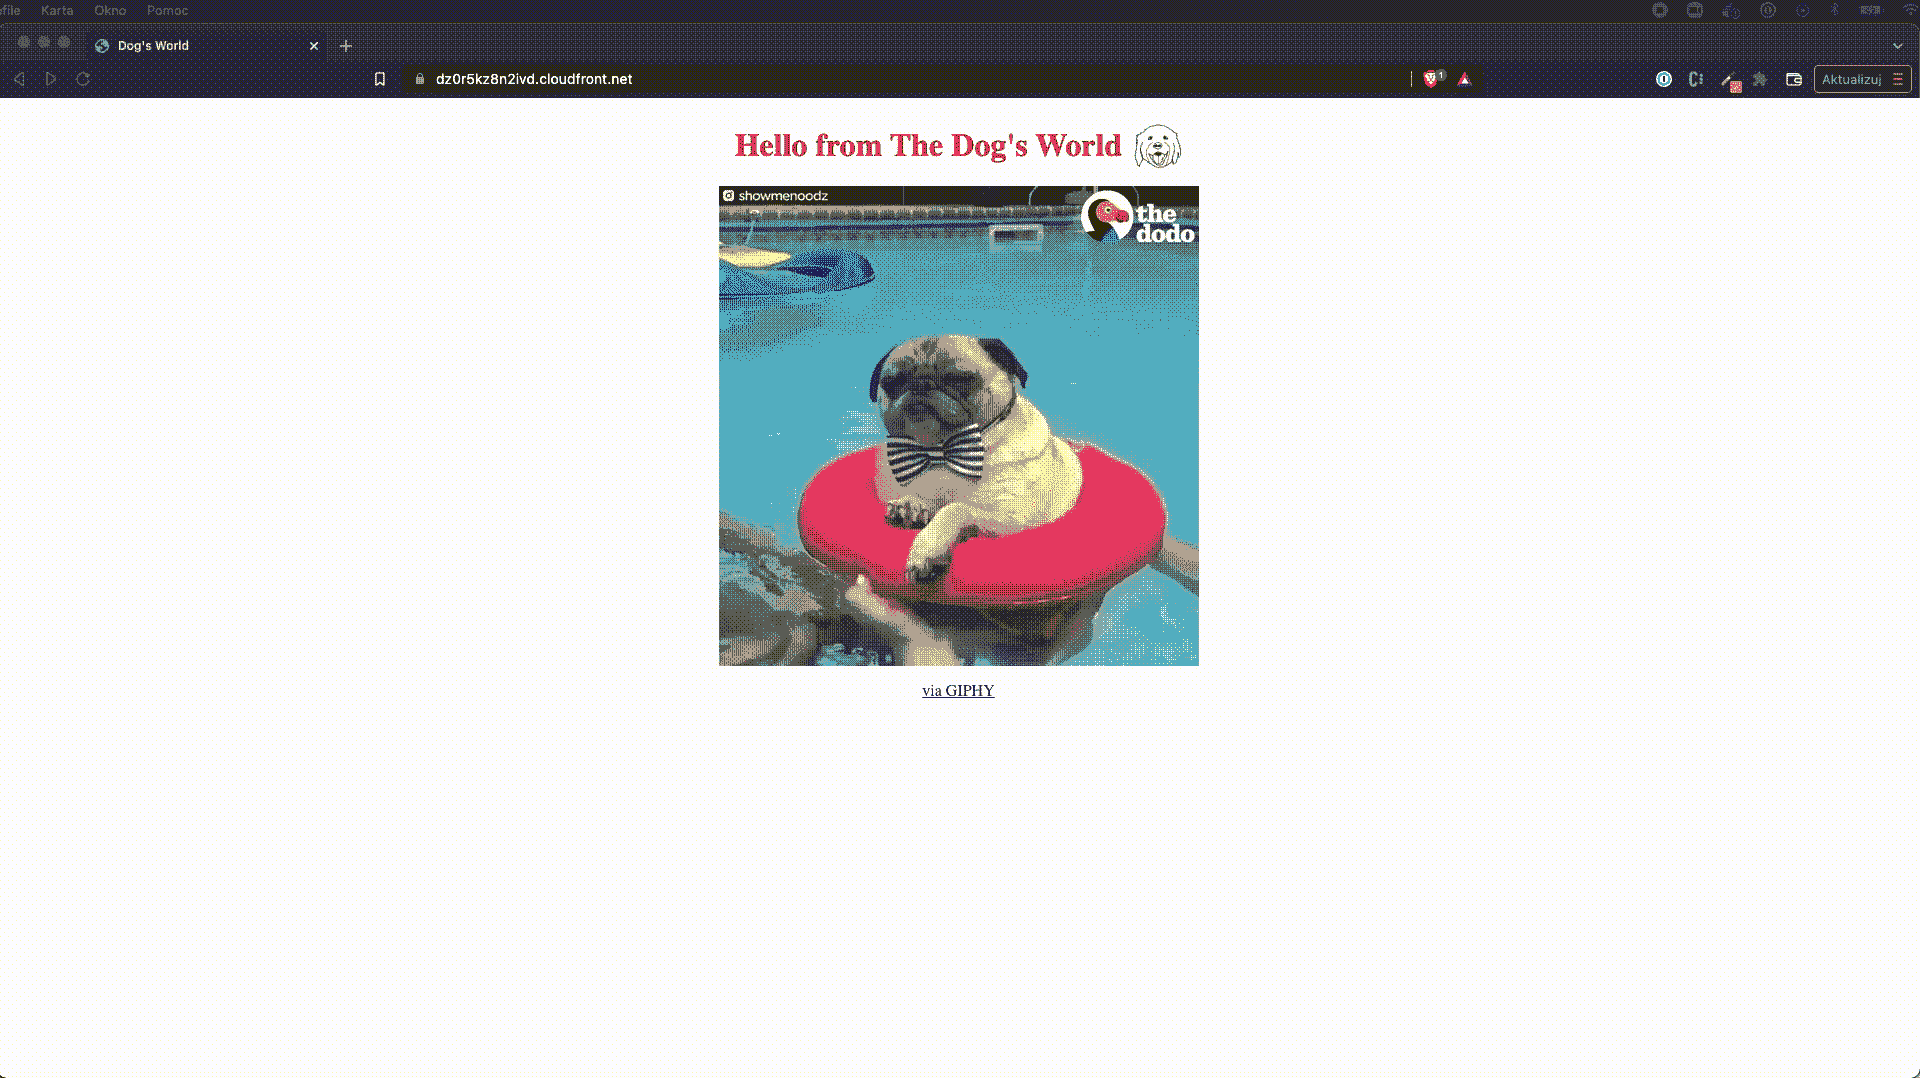 file Karta Okno Pomoc
Dog's World
dz0r5kz8n2ivd.cloudfront.net
1
Aktualizuj
Hello from The Dog's World
showmenoodz
the
dodo
via GIPHY